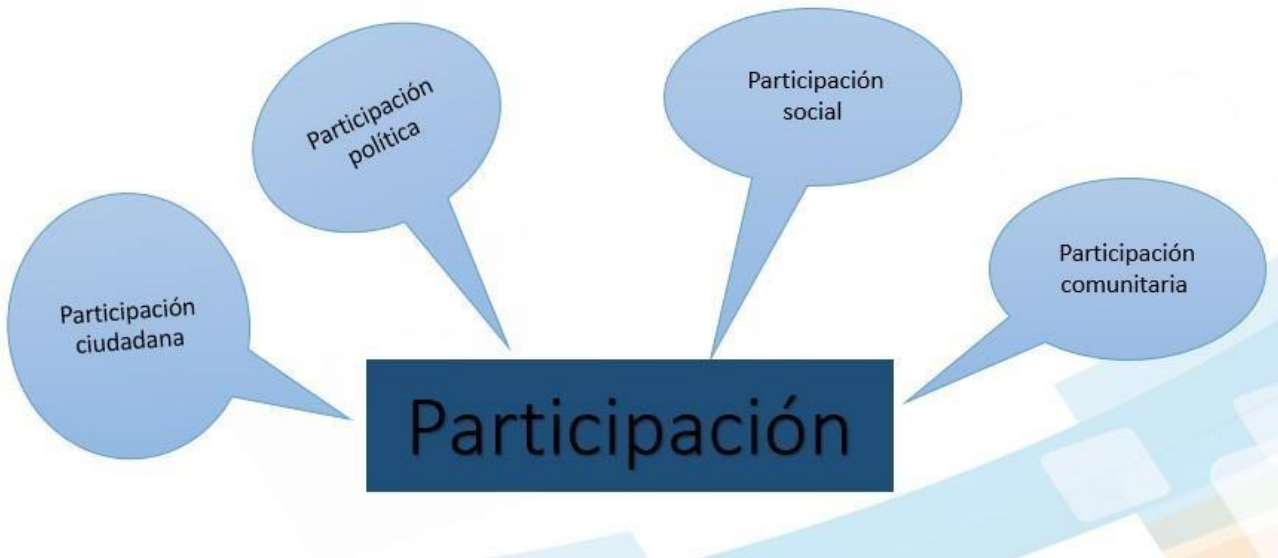 Participación
política
Participación
social
Participación
ciudadana
Participación
comunitaria
Participación